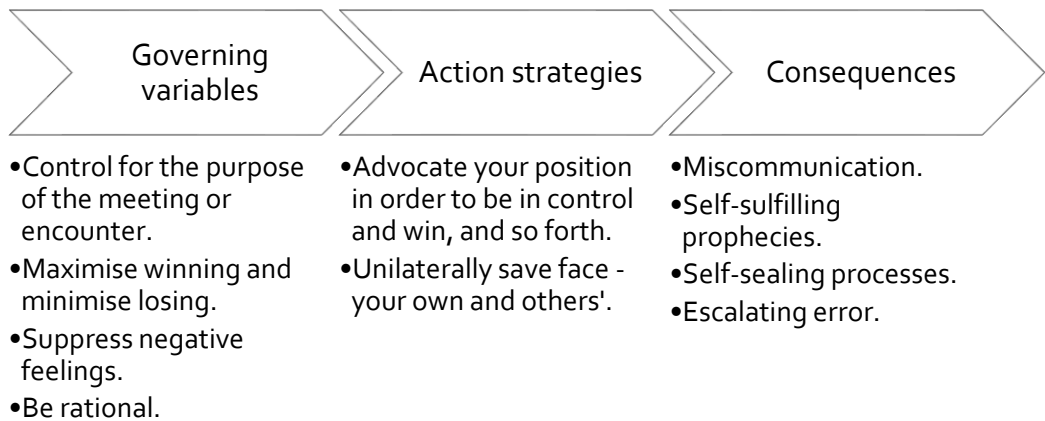 Governing
variables
Action strategies
Consequences
•Control for the purpose
of the meeting or
encounter.
•Maximise winning and
minimise losing.
•Suppress negative
feelings.
•Be rational.
•Advocate your position
in order to be in control
and win, and so forth.
•Unilaterally save face -
your own and others'.
•Miscommunication.
•Self-sulfilling
prophecies.
•Self-sealing processes.
•Escalating error.